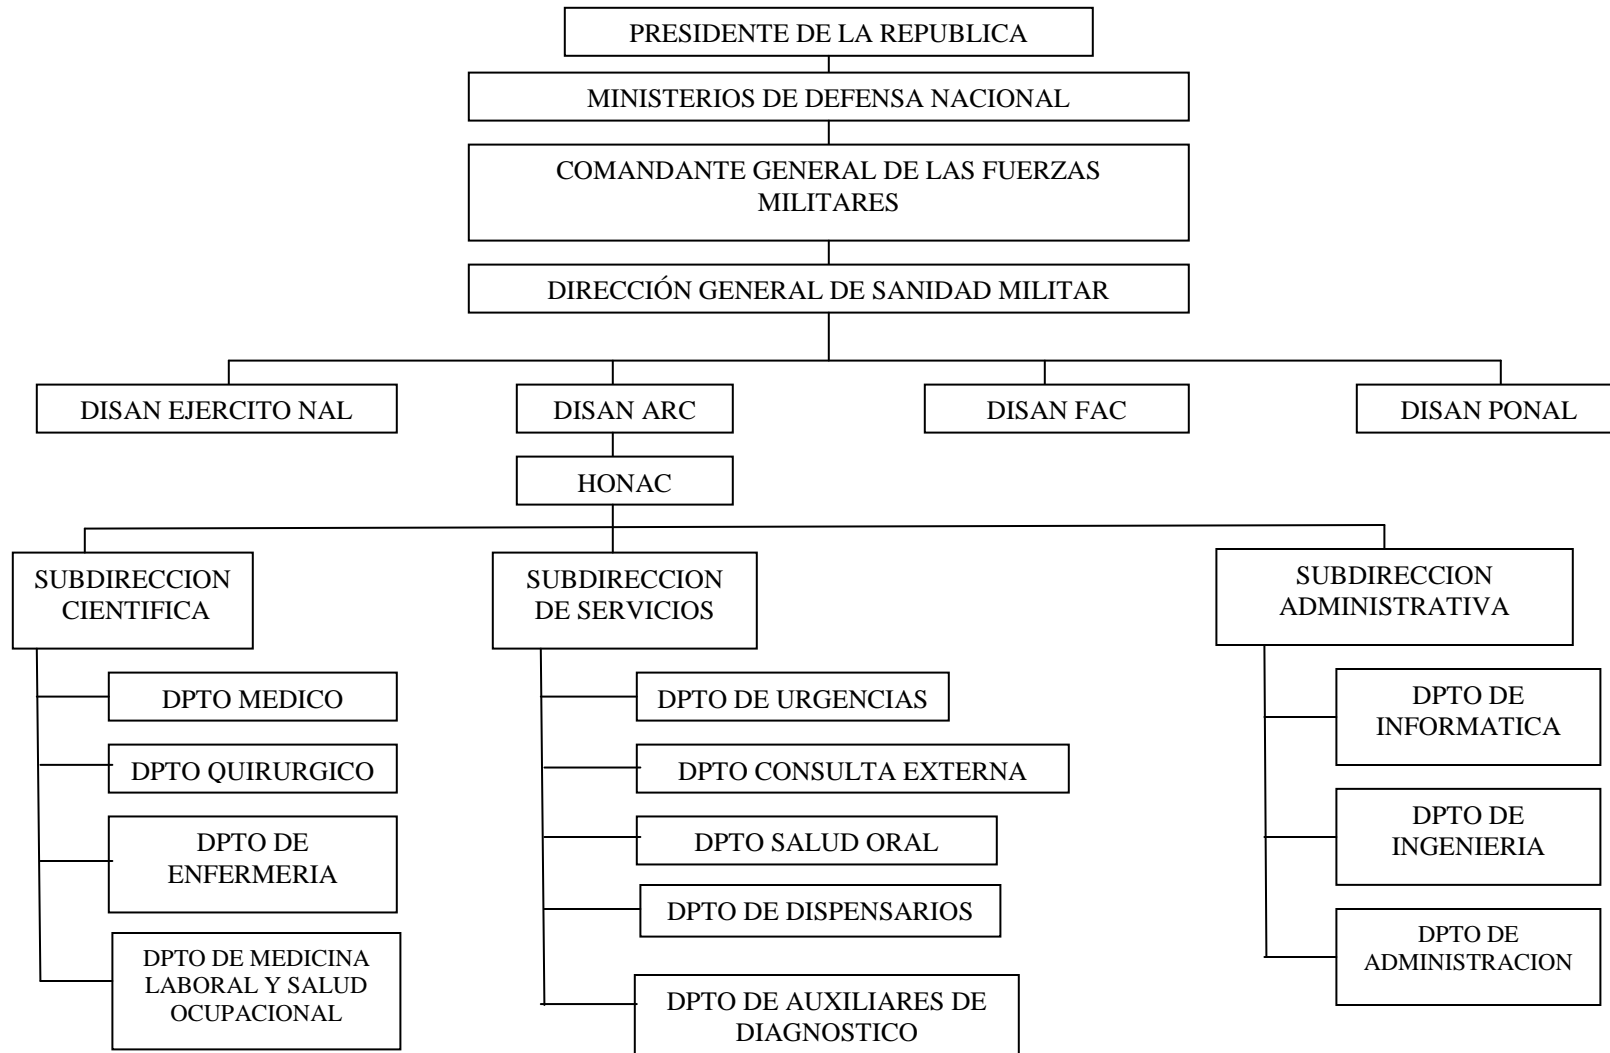 PRESIDENTE DE LA REPUBLICA
MINISTERIOS DE DEFENSA NACIONAL
COMANDANTE GENERAL DE LAS FUERZAS
MILITARES
DIRECCIÓN GENERAL DE SANIDAD MILITAR
DISAN EJERCITO NAL
DISAN ARC
DISAN FAC
DISAN PONAL
HONAC
SUBDIRECCION
CIENTIFICA
DPTO MEDICO
DPTO QUIRURGICO
DPTO DE
ENFERMERIA
DPTO DE MEDICINA
LABORAL Y SALUD
OCUPACIONAL
SUBDIRECCION
DE SERVICIOS
DPTO DE URGENCIAS
DPTO CONSULTA EXTERNA
DPTO SALUD ORAL
DPTO DE DISPENSARIOS
DPTO DE AUXILIARES DE
DIAGNOSTICO
SUBDIRECCION
ADMINISTRATIVA
DPTO DE
INFORMATICA
DPTO DE
INGENIERIA
DPTO DE
ADMINISTRACION